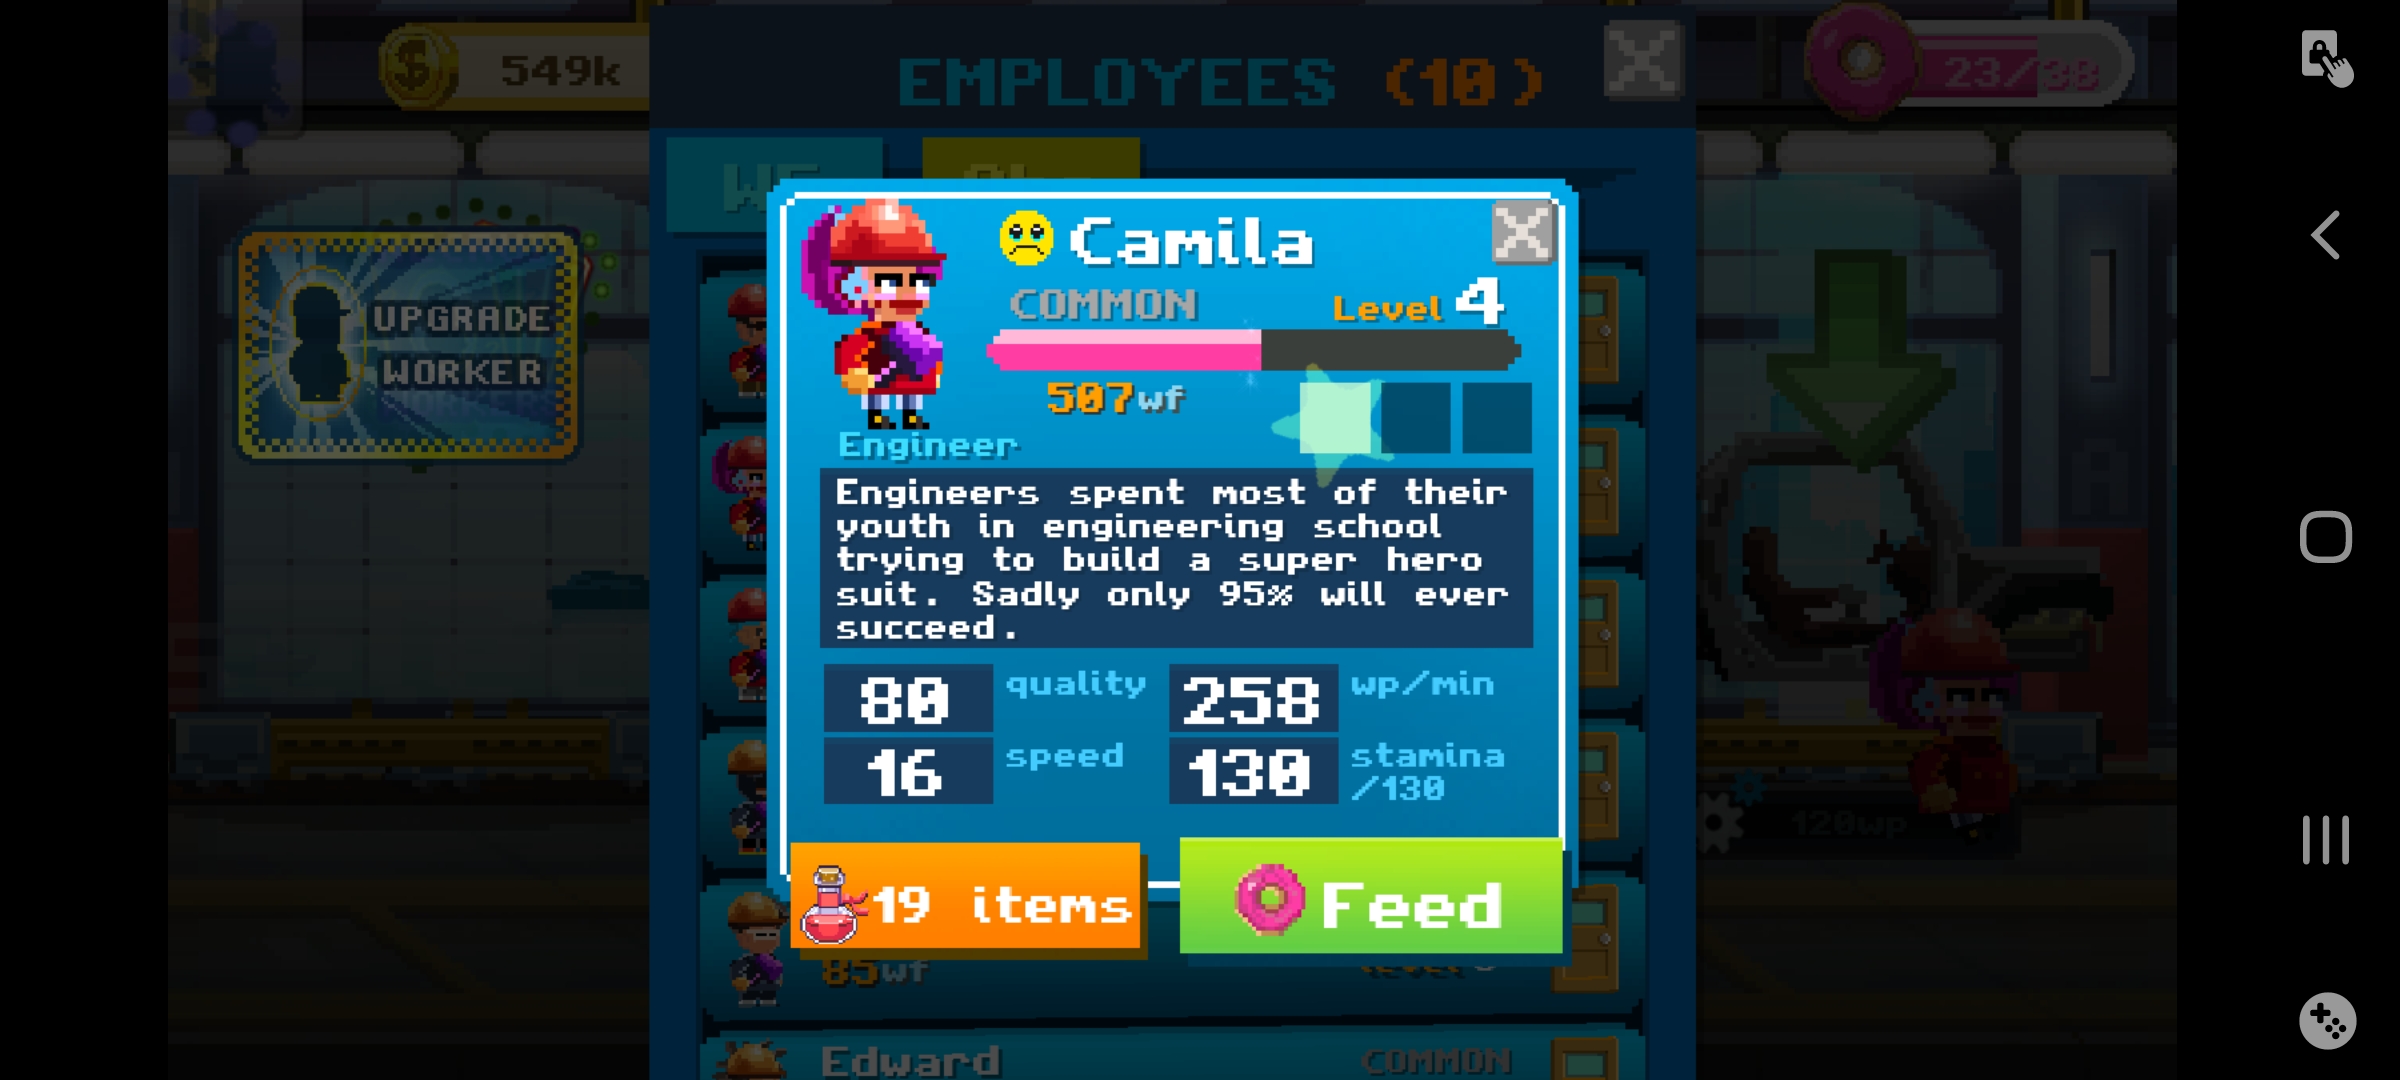 549k
EMPLOYEES (10)
23/38
UPGRADE
WORKER
Camila
COMMON
Level 4
507wf
Engineer
Engineers spent most of their
youth in engineering school
trying to build a super hero
suit. Sadly only 95% will ever
succeed.
80 quality
258 wp/min
16 speed
130 stamina
/130
120wp
19 items
Feed
85wf
Edward
COMMON